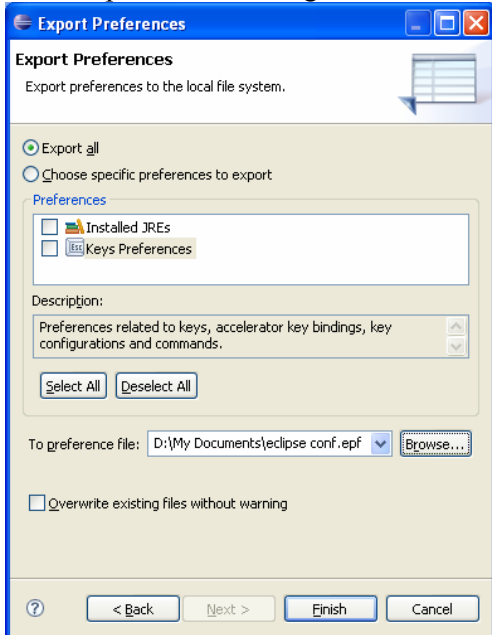 Export Preferences
Export Preferences
Export preferences to the local file system.
Export all
Choose specific preferences to export
Preferences
Installed JREs
Esc
Keys Preferences
Description:
Preferences related to keys, accelerator key bindings, key
configurations and commands.
Select All Deselect All
To preference file: D:\My Documents\eclipse conf.epf Browse...
Overwrite existing files without warning
? < Back Next > Finish Cancel